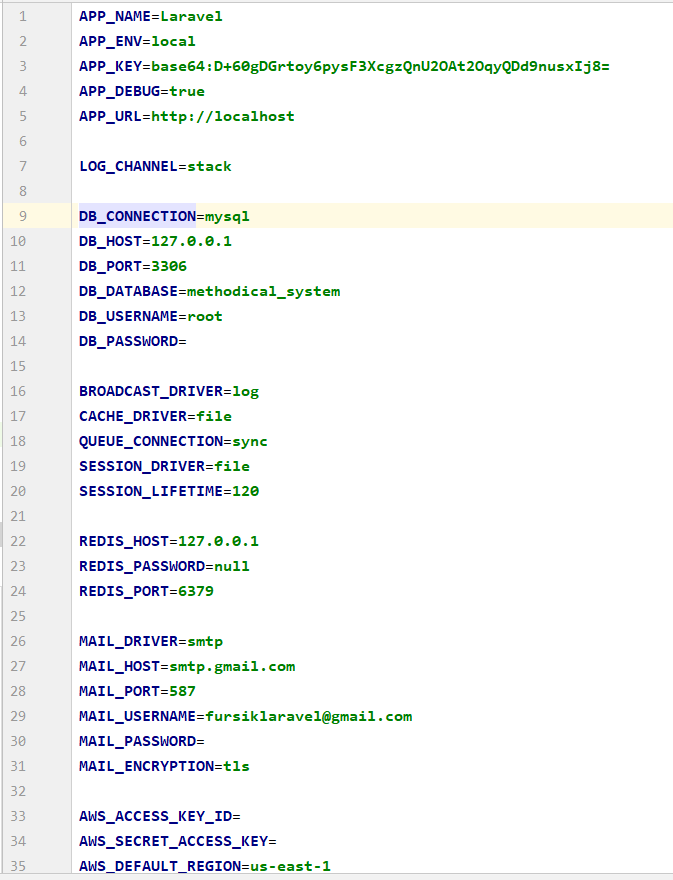 1 APP_NAME=Laravel
2 APP_ENV=local
3 APP_KEY=base64:D+60gDGrtoy6pysF3XcgzQnU2OAt2OqyQDd9nusxIj8=
4 APP_DEBUG=true
5 APP_URL=http://localhost
6
7 LOG_CHANNEL=stack
8
9 DB_CONNECTION=mysql
10 DB_HOST=127.0.0.1
11 DB_PORT=3306
12 DB_DATABASE=methodical_system
13 DB_USERNAME=root
14 DB_PASSWORD=
15
16 BROADCAST_DRIVER=log
17 CACHE_DRIVER=file
18 QUEUE_CONNECTION=sync
19 SESSION_DRIVER=file
20 SESSION_LIFETIME=120
21
22 REDIS_HOST=127.0.0.1
23 REDIS_PASSWORD=null
24 REDIS_PORT=6379
25
26 MAIL_DRIVER=smtp
27 MAIL_HOST=smtp.gmail.com
28 MAIL_PORT=587
29 MAIL_USERNAME=fursiklaravel@gmail.com
30 MAIL_PASSWORD=
31 MAIL_ENCRYPTION=tls
32
33 AWS_ACCESS_KEY_ID=
34 AWS_SECRET_ACCESS_KEY=
35 AWS_DEFAULT_REGION=us-east-1